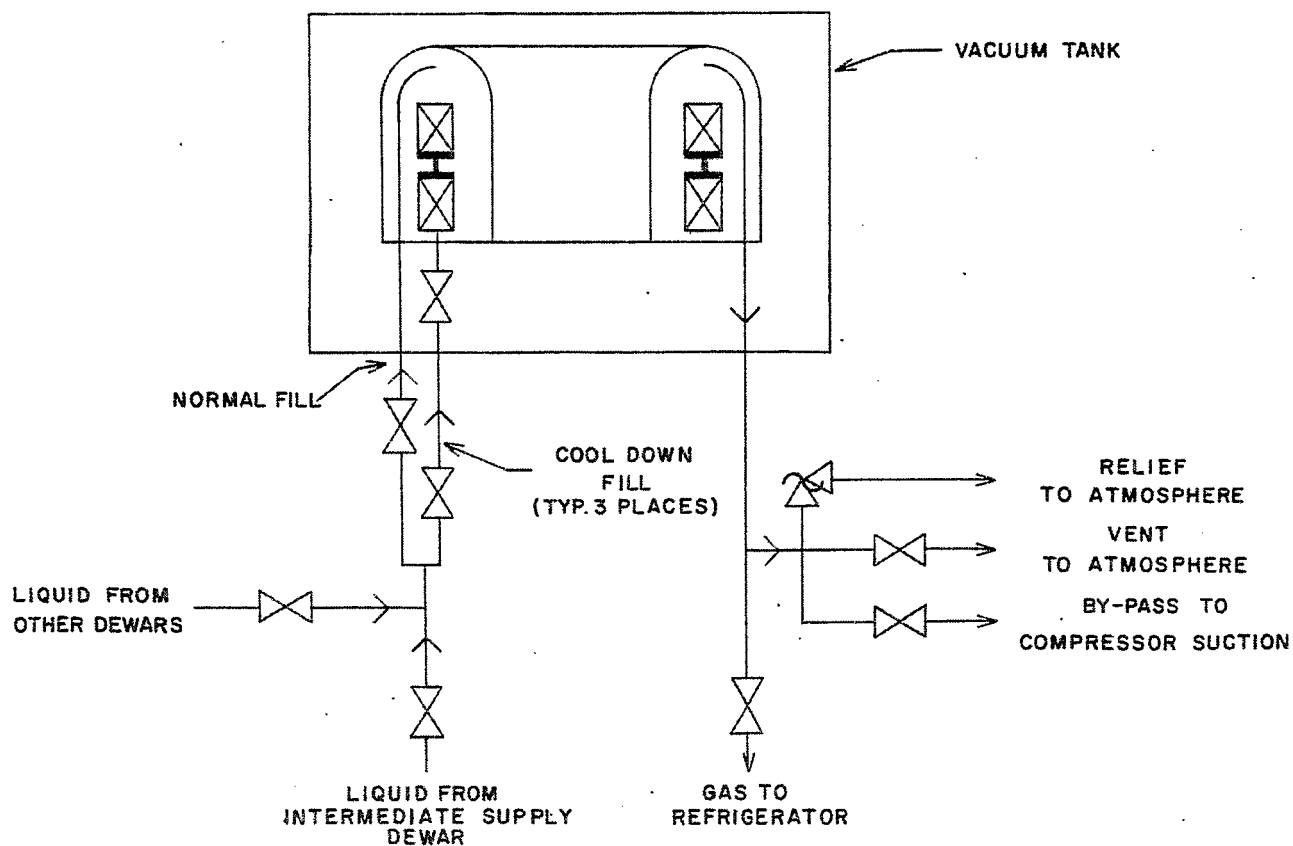 VACUUM TANK
NORMAL FILL
COOL DOWN
FILL
(TYP. 3 PLACES)
RELIEF
TO ATMOSPHERE
VENT
TO ATMOSPHERE
LIQUID FROM
OTHER DEWARS
BY-PASS TO
COMPRESSOR SUCTION
LIQUID FROM
INTERMEDIATE SUPPLY
DEWAR
GAS TO
REFRIGERATOR